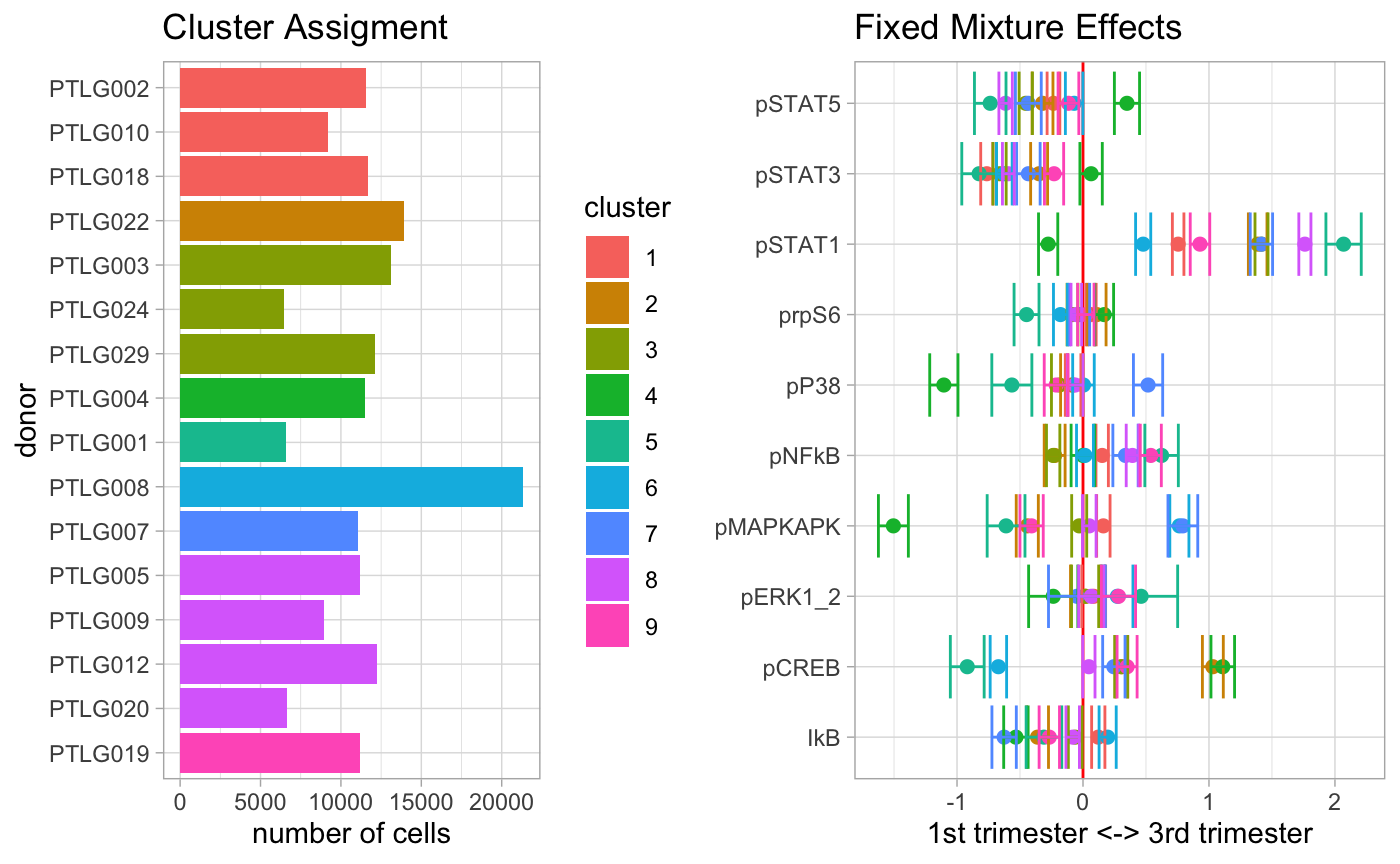 Cluster Assigment
donor
PTLG002
PTLG010
PTLG018
PTLG022
PTLG003
PTLG024
PTLG029
PTLG004
PTLG001
PTLG008
PTLG007
PTLG005
PTLG009
PTLG012
PTLG020
PTLG019
0 5000 10000 15000 20000
number of cells
cluster
1
2
3
4
5
6
7
8
9
Fixed Mixture Effects
pSTAT5
pSTAT3
pSTAT1
prpS6
pP38
pNFkB
pMAPKAPK
pERK1_2
pCREB
IkB
-1 0 1 2
1st trimester <-> 3rd trimester